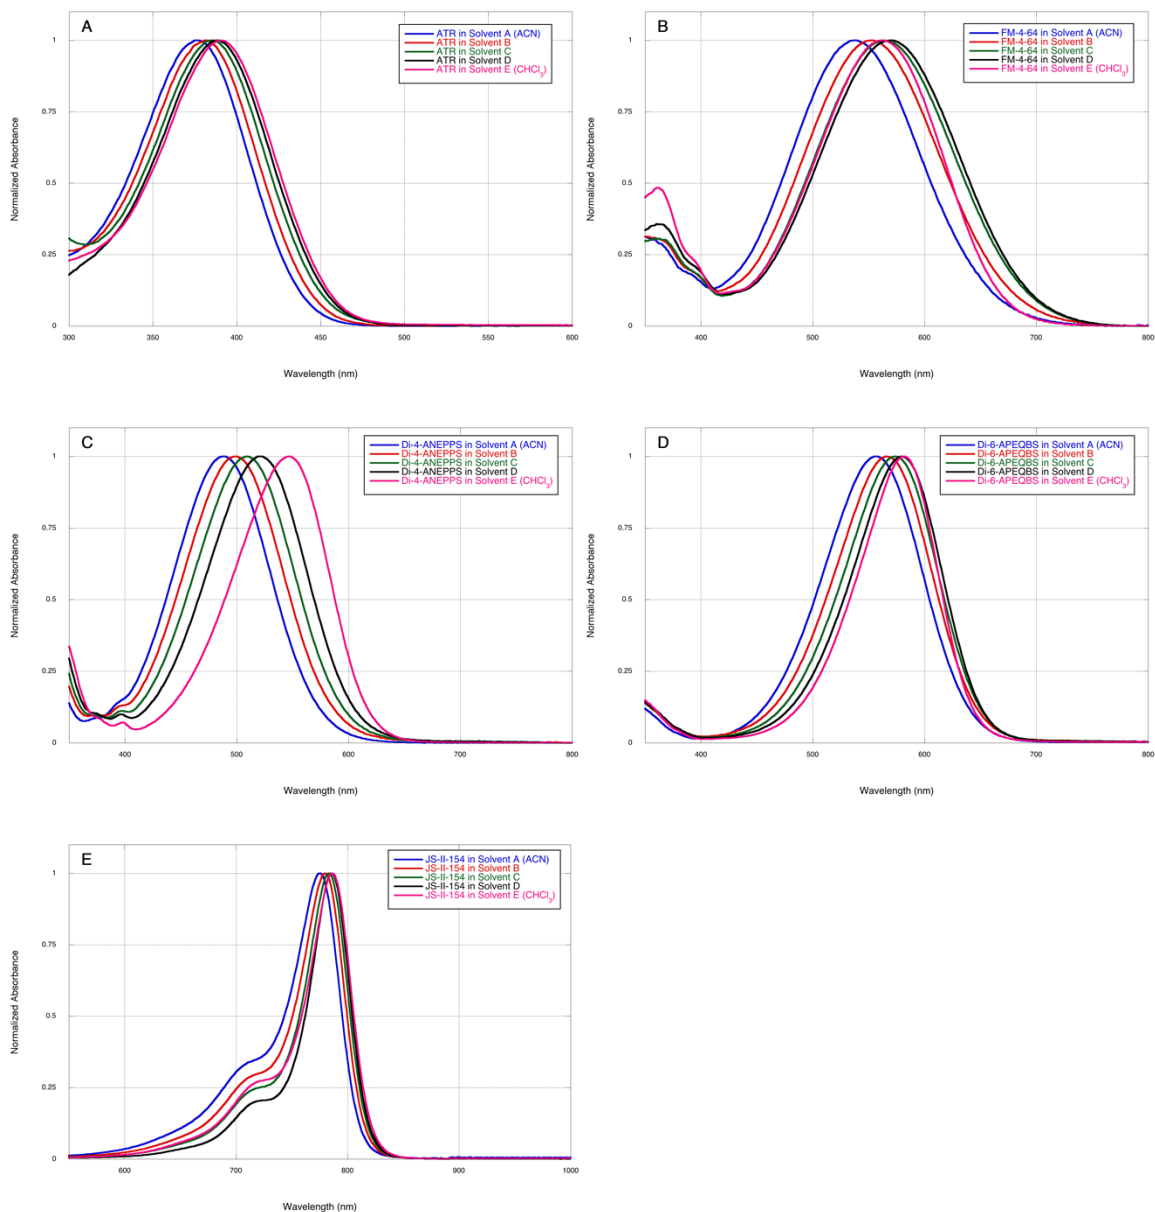 A
ATR in Solvent A (ACN)
ATR in Solvent B
ATR in Solvent C
ATR in Solvent D
ATR in Solvent E (CHCl3)
1
0.75
0.5
0.25
0
Normalized Absorbance
300 350 400 450 500 550 600
Wavelength (nm)
B
FM-4-64 in Solvent A (ACN)
FM-4-64 in Solvent B
FM-4-64 in Solvent C
FM-4-64 in Solvent D
FM-4-64 in Solvent E (CHCl3)
1
0.75
0.5
0.25
0
Normalized Absorbance
400 500 600 700 800
Wavelength (nm)
C
Di-4-ANEPPS in Solvent A (ACN)
Di-4-ANEPPS in Solvent B
Di-4-ANEPPS in Solvent C
Di-4-ANEPPS in Solvent D
Di-4-ANEPPS in Solvent E (CHCl3)
1
0.75
0.5
0.25
0
Normalized Absorbance
400 500 600 700 800
Wavelength (nm)
D
Di-6-APEQBS in Solvent A (ACN)
Di-6-APEQBS in Solvent B
Di-6-APEQBS in Solvent C
Di-6-APEQBS in Solvent D
Di-6-APEQBS in Solvent E (CHCl3)
1
0.75
0.5
0.25
0
Normalized Absorbance
400 500 600 700 800
Wavelength (nm)
E
JS-II-154 in Solvent A (ACN)
JS-II-154 in Solvent B
JS-II-154 in Solvent C
JS-II-154 in Solvent D
JS-II-154 in Solvent E (CHCl3)
1
0.75
0.5
0.25
0
Normalized Absorbance
600 700 800 900 1000
Wavelength (nm)